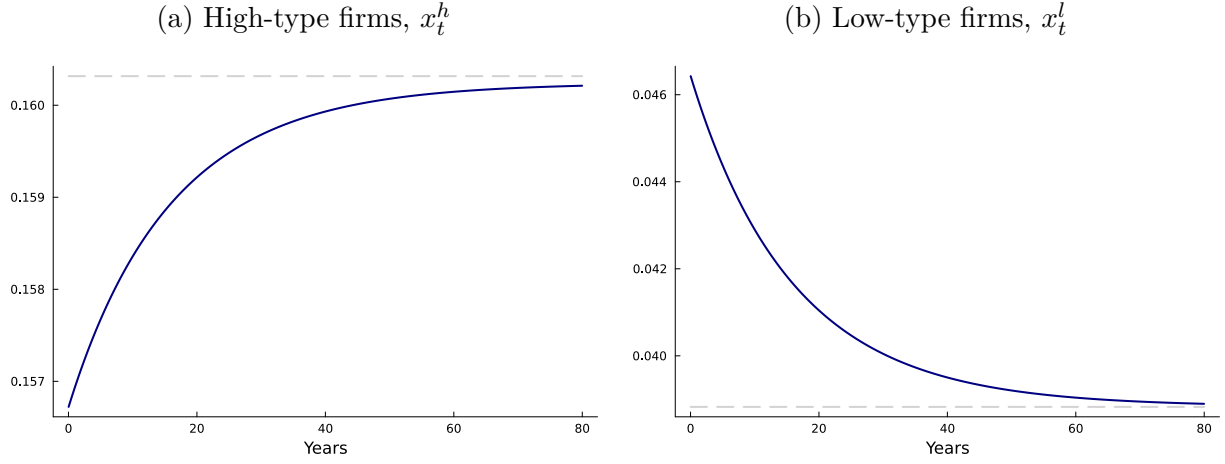 (a) High-type firms, $x_t^h$
0.160
0.159
0.158
0.157
0 20 40 60 80
Years
(b) Low-type firms, $x_t^l$
0.046
0.044
0.042
0.040
0 20 40 60 80
Years